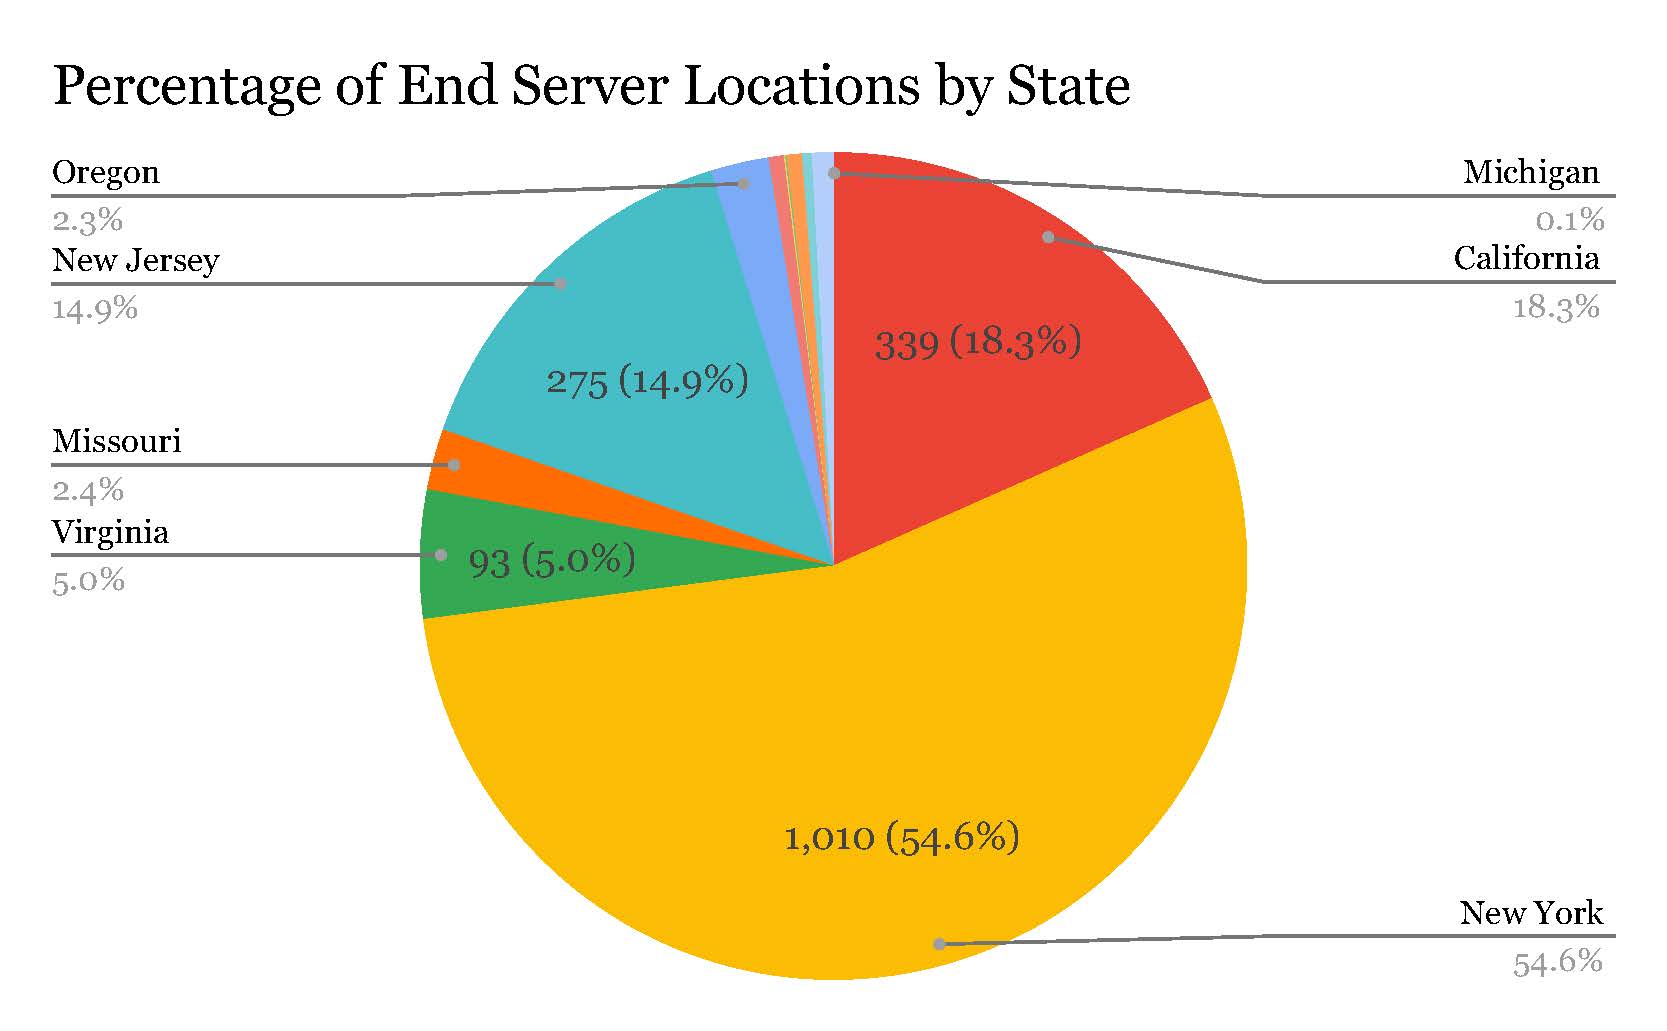 Percentage of End Server Locations by State
Oregon
2.3%
New Jersey
14.9%
Missouri
2.4%
Virginia
5.0%
Michigan
0.1%
California
18.3%
New York
54.6%
339 (18.3%)
275 (14.9%)
93 (5.0%)
1,010 (54.6%)